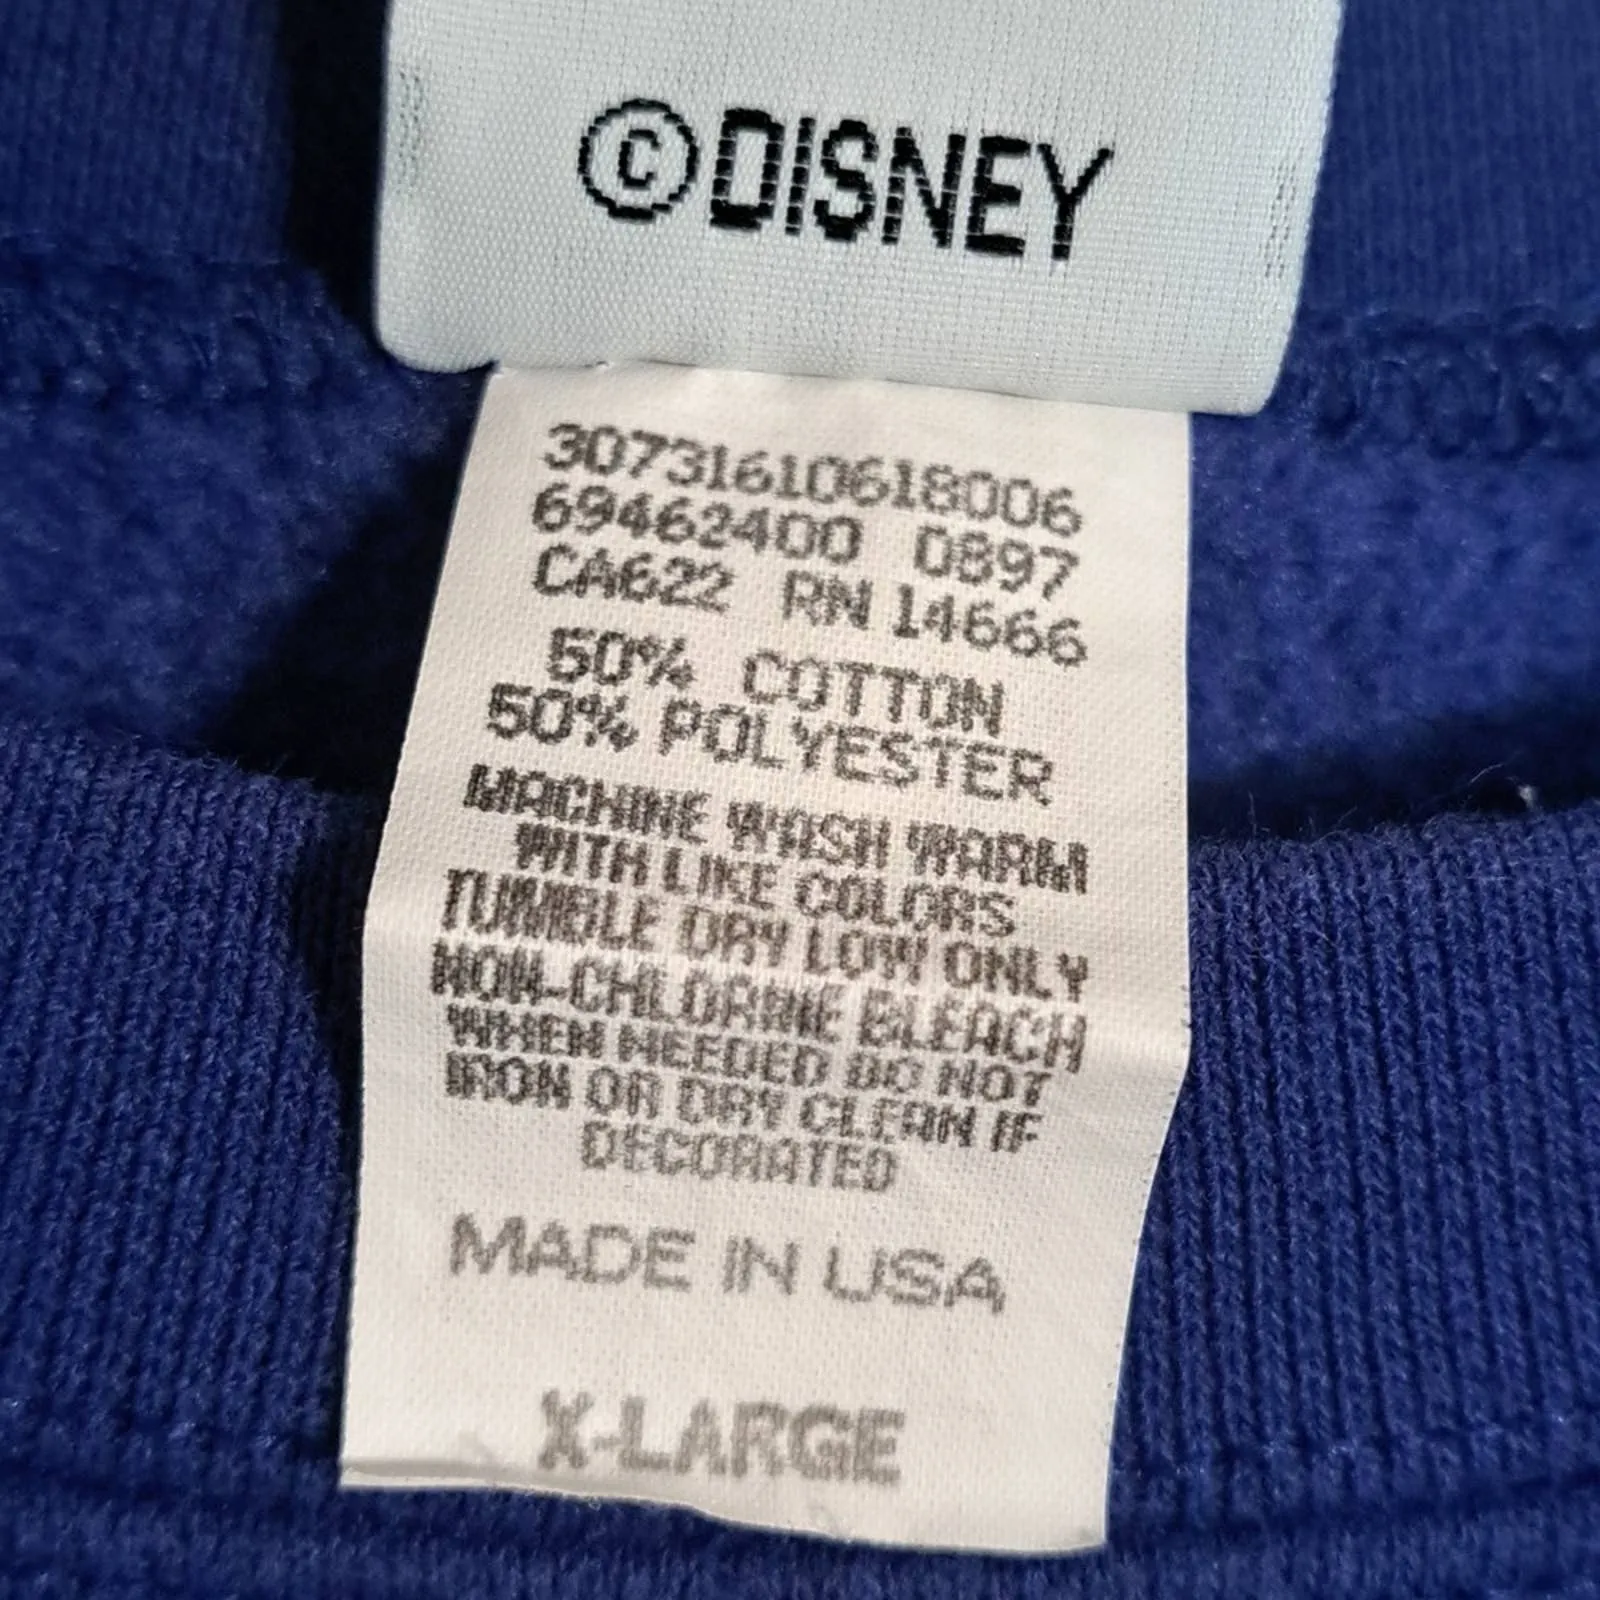 ©DISNEY
30731610618006
69462400 0897
CA622 RN 14666
50% COTTON
50% POLYESTER
MACHINE WASH WARM
WITH LIKE COLORS
TUMBLE DRY LOW ONLY
NON-CHLORINE BLEACH
WHEN NEEDED DO NOT
IRON OR DRY CLEAN IF
DECORATED
MADE IN USA
X-LARGE